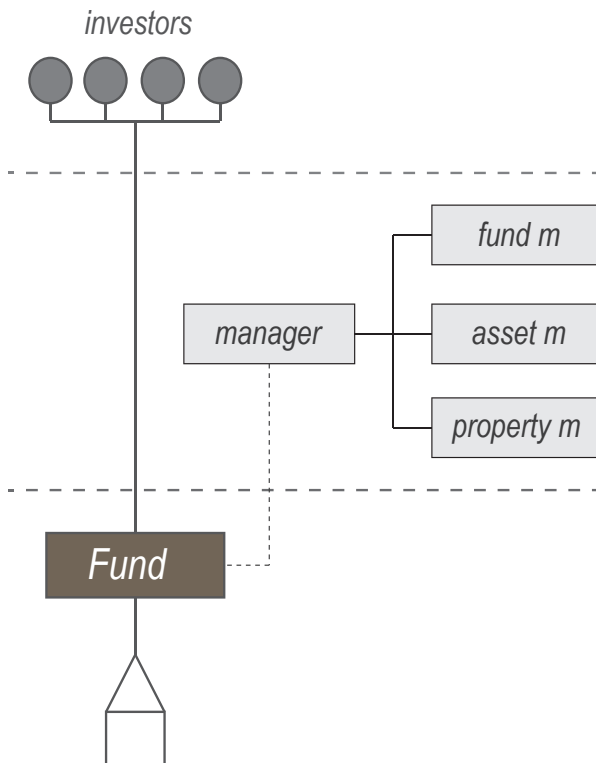 investors
fund m
manager
asset m
property m
Fund